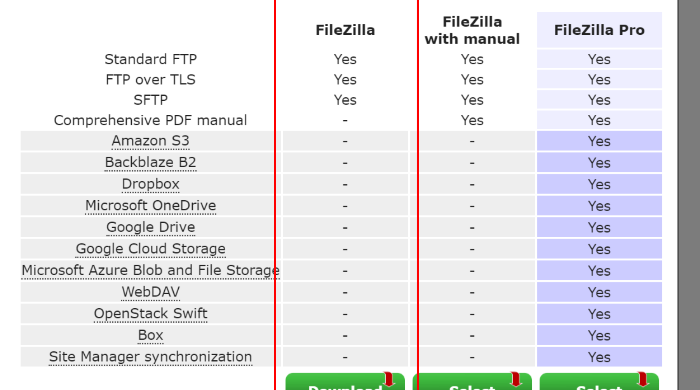 FileZilla FileZilla with manual FileZilla Pro
Standard FTP Yes Yes Yes
FTP over TLS Yes Yes Yes
SFTP Yes Yes Yes
Comprehensive PDF manual - Yes Yes
Amazon S3 - - Yes
Backblaze B2 - - Yes
Dropbox - - Yes
Microsoft OneDrive - - Yes
Google Drive - - Yes
Google Cloud Storage - - Yes
Microsoft Azure Blob and File Storage - - Yes
WebDAV - - Yes
OpenStack Swift - - Yes
Box - - Yes
Site Manager synchronization - - Yes
Download Select Select